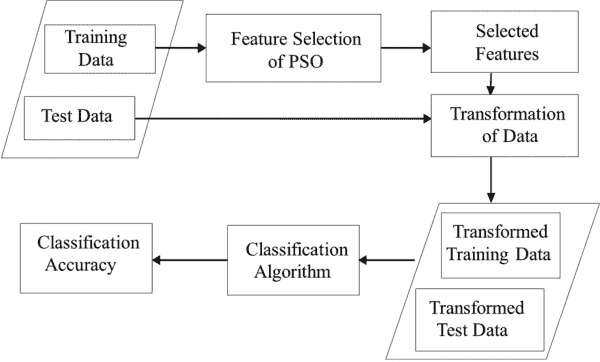 Training
Data
Feature Selection
of PSO
Selected
Features
Test Data
Transformation
of Data
Transformed
Training Data
Transformed
Test Data
Classification
Algorithm
Classification
Accuracy